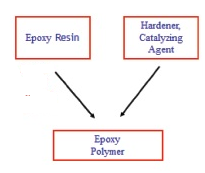 Epoxy Resin
Hardener,
Catalyzing
Agent
..
Epoxy
Polymer